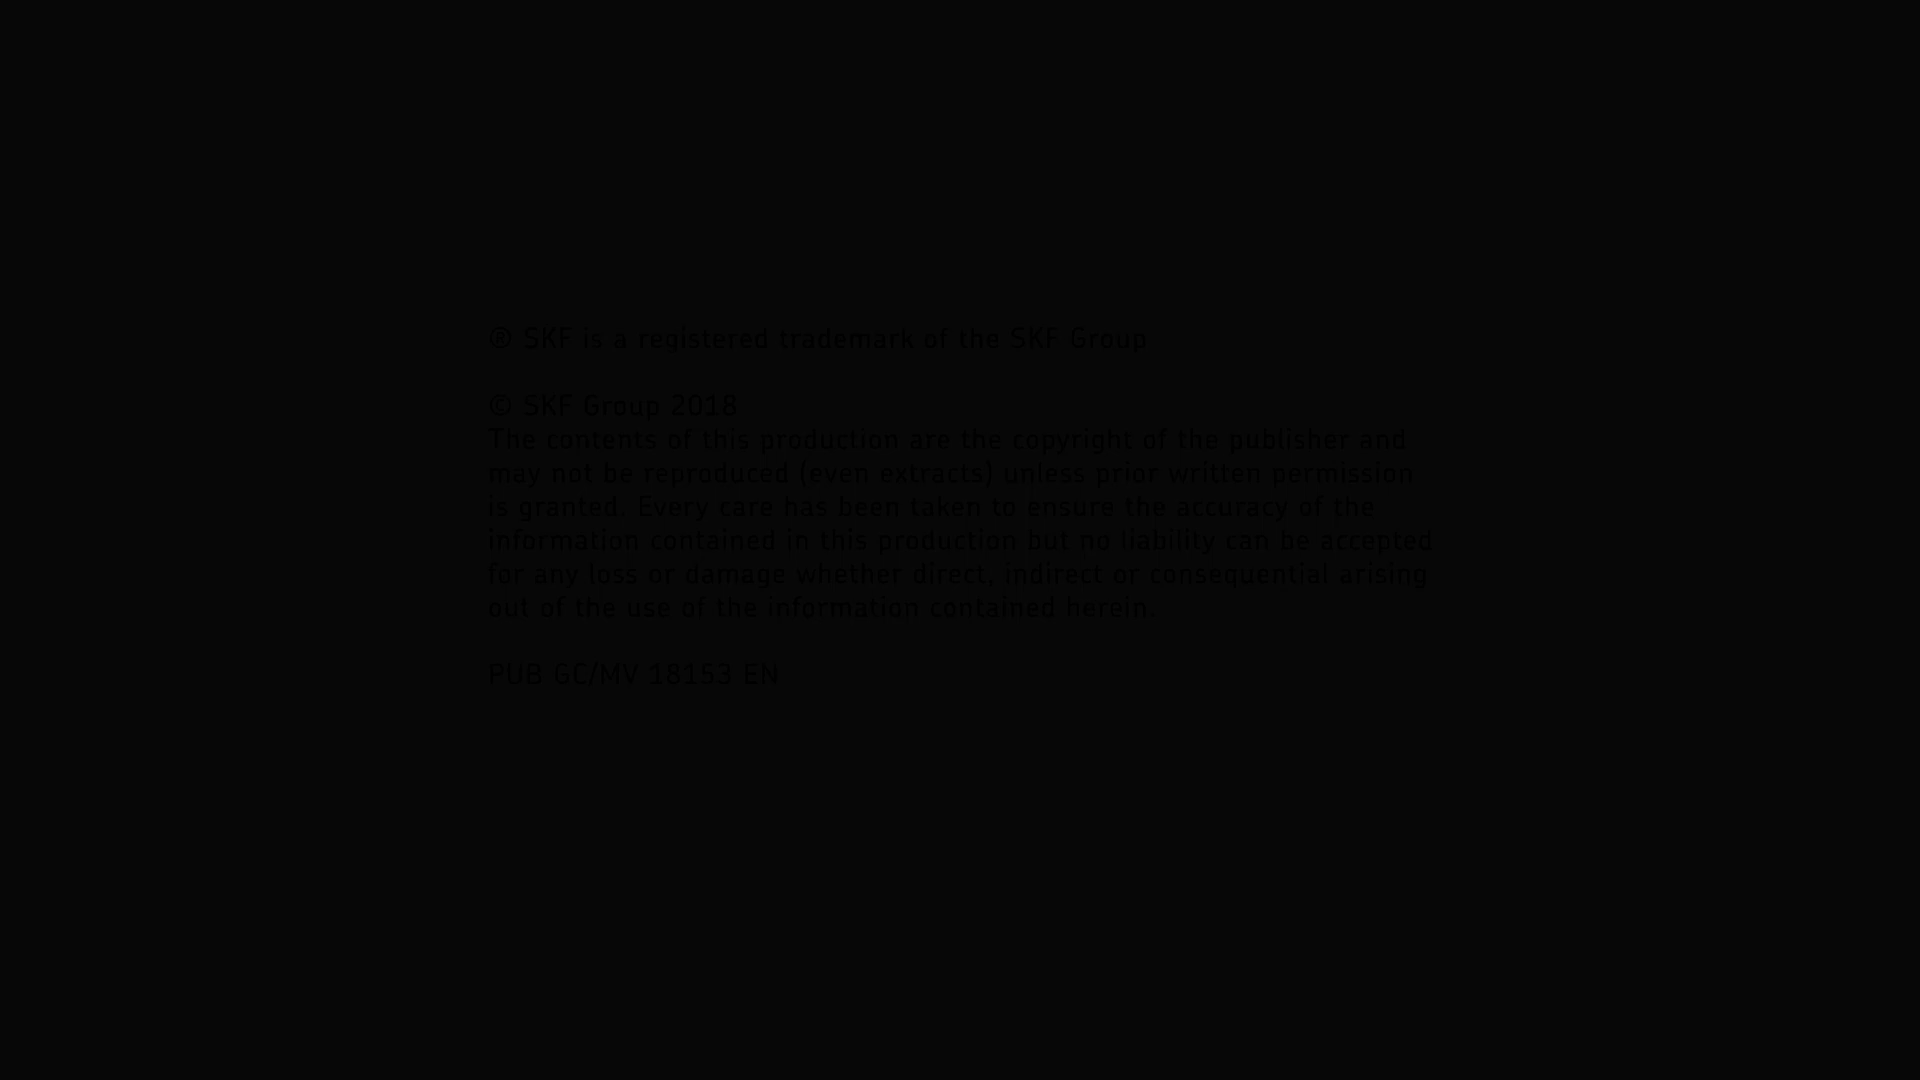 ® SKF is a registered trademark of the SKF Group
© SKF Group 2018
The contents of this production are the copyright of the publisher and
may not be reproduced (even extracts) unless prior written permission
is granted. Every care has been taken to ensure the accuracy of the
information contained in this production but no liability can be accepted
for any loss or damage whether direct, indirect or consequential arising
out of the use of the information contained herein.
PUB GC/MV 18153 EN